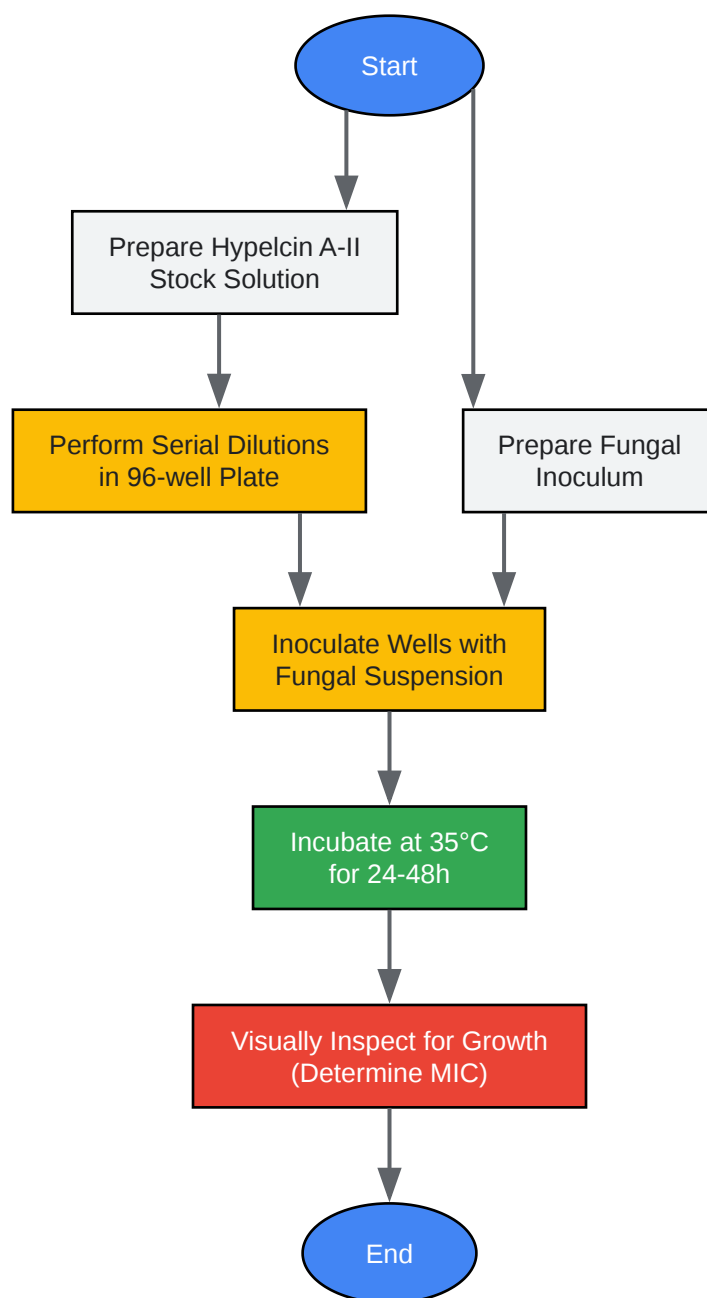 Start
Prepare Hypelcin A-II
Stock Solution
Perform Serial Dilutions
in 96-well Plate
Prepare Fungal
Inoculum
Inoculate Wells with
Fungal Suspension
Incubate at 35°C
for 24-48h
Visually Inspect for Growth
(Determine MIC)
End